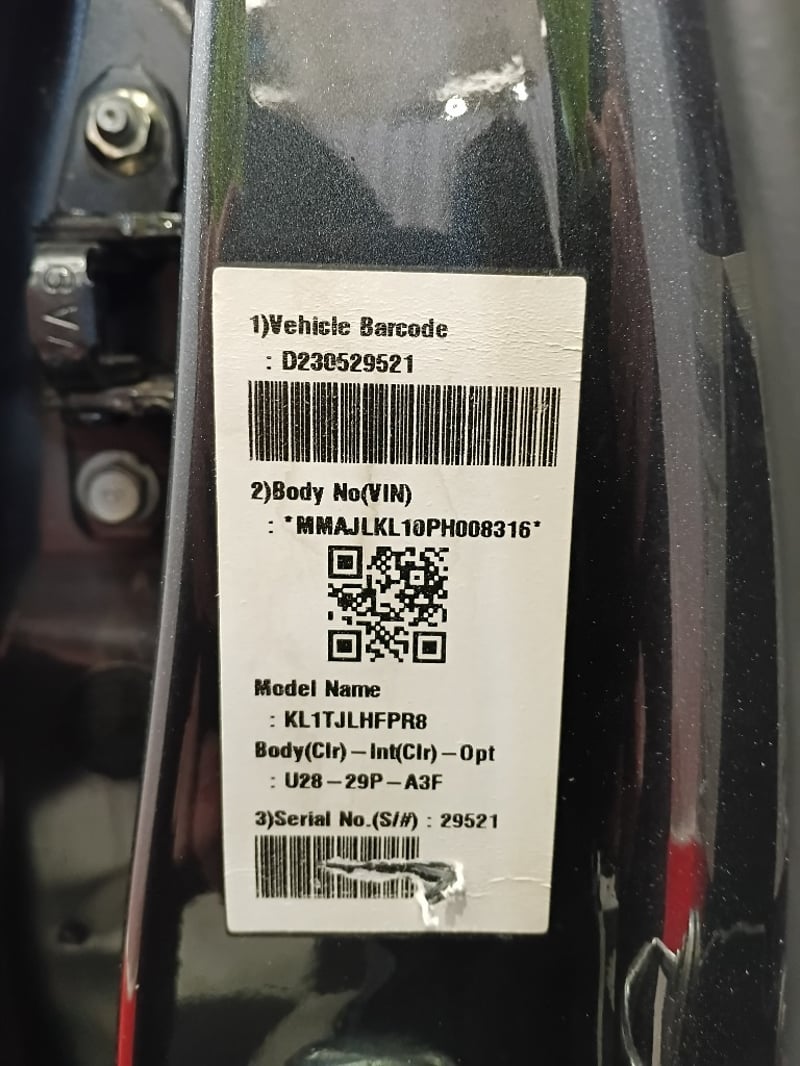 1)Vehicle Barcode
: D230529521
2)Body No(VIN)
: *MMAJLKL10PH008316*
Model Name
: KL1TJLHFPR8
Body(Clr)－Int(Clr)－Opt
: U28－29P－A3F
3)Serial No.(S/#) : 29521